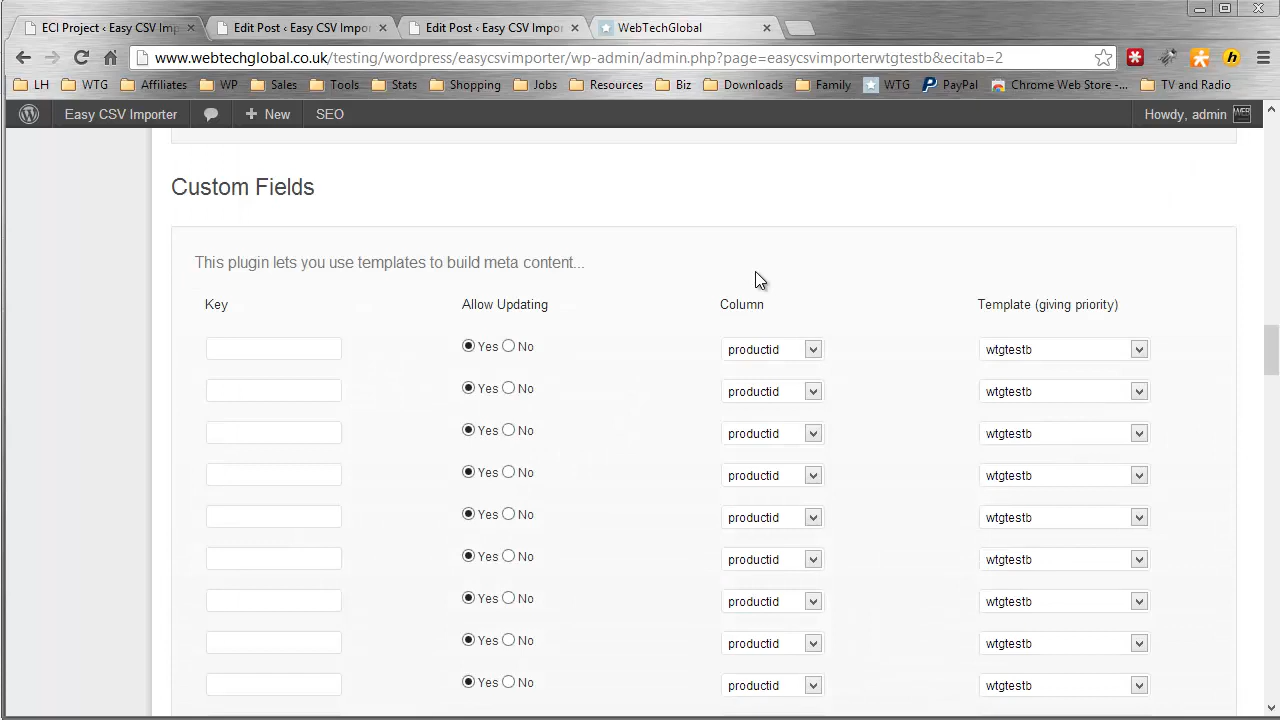 ECI Project ‹ Easy CSV Imp
Edit Post ‹ Easy CSV Impor
Edit Post ‹ Easy CSV Impor
WebTechGlobal
www.webtechglobal.co.uk/testing/wordpress/easycsvimporter/wp-admin/admin.php?page=easycsvimporterwtgtestb&ecitab=2
LH WTG Affiliates WP Sales Tools Stats Shopping Jobs Resources Biz Downloads Family WTG PayPal Chrome Web Store -... TV and Radio
Easy CSV Importer + New SEO Howdy, admin
Custom Fields
This plugin lets you use templates to build meta content...
Key Allow Updating Column Template (giving priority)
Yes No productid wtgtestb
Yes No productid wtgtestb
Yes No productid wtgtestb
Yes No productid wtgtestb
Yes No productid wtgtestb
Yes No productid wtgtestb
Yes No productid wtgtestb
Yes No productid wtgtestb
Yes No productid wtgtestb